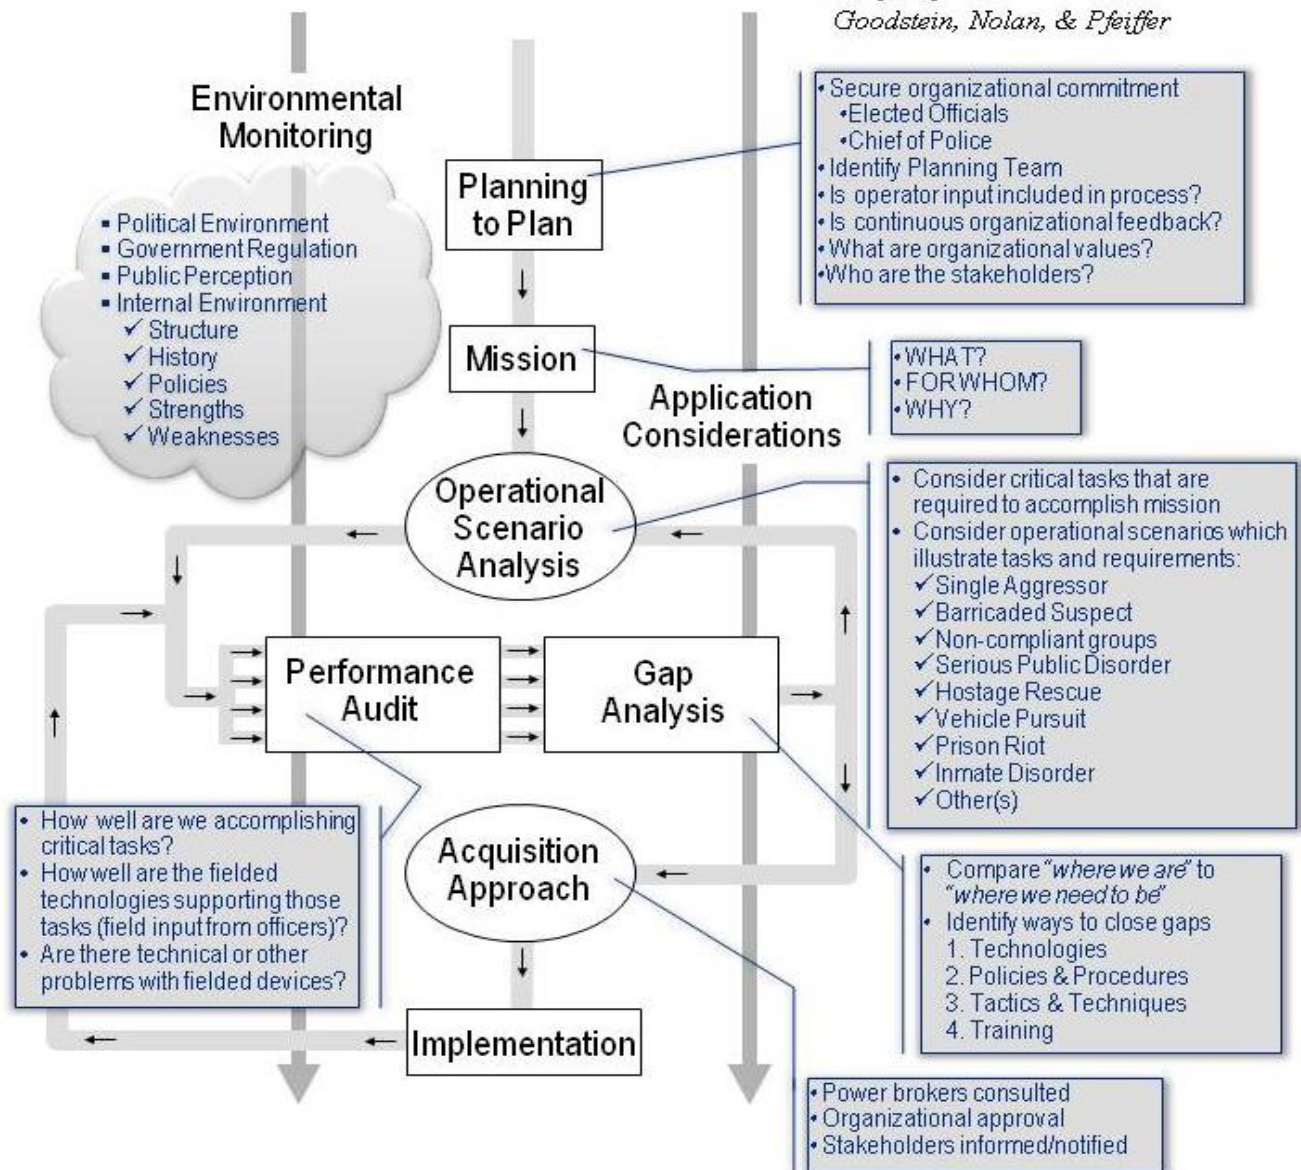 Goodstein, Nolan, & Pfeiffer
Environmental
Monitoring
▪ Political Environment
▪ Government Regulation
▪ Public Perception
▪ Internal Environment
✓ Structure
✓ History
✓ Policies
✓ Strengths
✓ Weaknesses
Planning
to Plan
• Secure organizational commitment
•Elected Officials
•Chief of Police
• Identify Planning Team
• Is operator input included in process?
• Is continuous organizational feedback?
• What are organizational values?
•Who are the stakeholders?
Mission
• WHAT?
• FOR WHOM?
• WHY?
Application
Considerations
Operational
Scenario
Analysis
• Consider critical tasks that are
required to accomplish mission
• Consider operational scenarios which
illustrate tasks and requirements:
✓ Single Aggressor
✓ Barricaded Suspect
✓ Non-compliant groups
✓ Serious Public Disorder
✓ Hostage Rescue
✓ Vehicle Pursuit
✓ Prison Riot
✓ Inmate Disorder
✓ Other(s)
Performance
Audit
Gap
Analysis
• How well are we accomplishing
critical tasks?
• How well are the fielded
technologies supporting those
tasks (field input from officers)?
• Are there technical or other
problems with fielded devices?
Acquisition
Approach
• Compare "where we are" to
"where we need to be"
• Identify ways to close gaps
1. Technologies
2. Policies & Procedures
3. Tactics & Techniques
4. Training
Implementation
• Power brokers consulted
• Organizational approval
• Stakeholders informed/notified